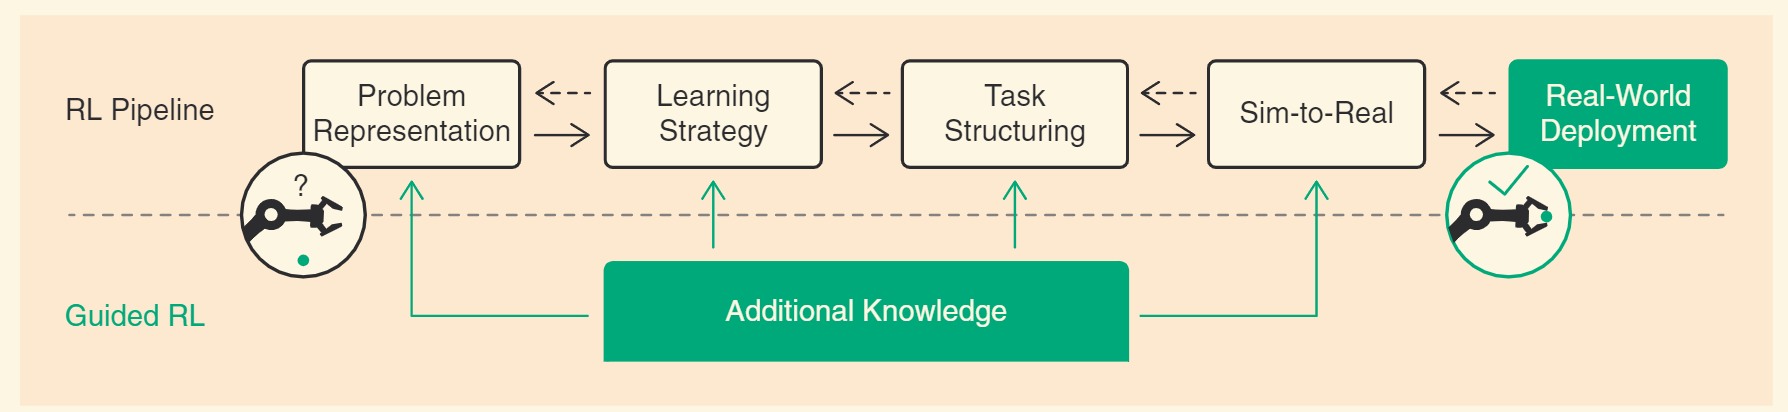 RL Pipeline
Problem
Representation
Learning
Strategy
Task
Structuring
Sim-to-Real
Real-World
Deployment
?
Guided RL
Additional Knowledge